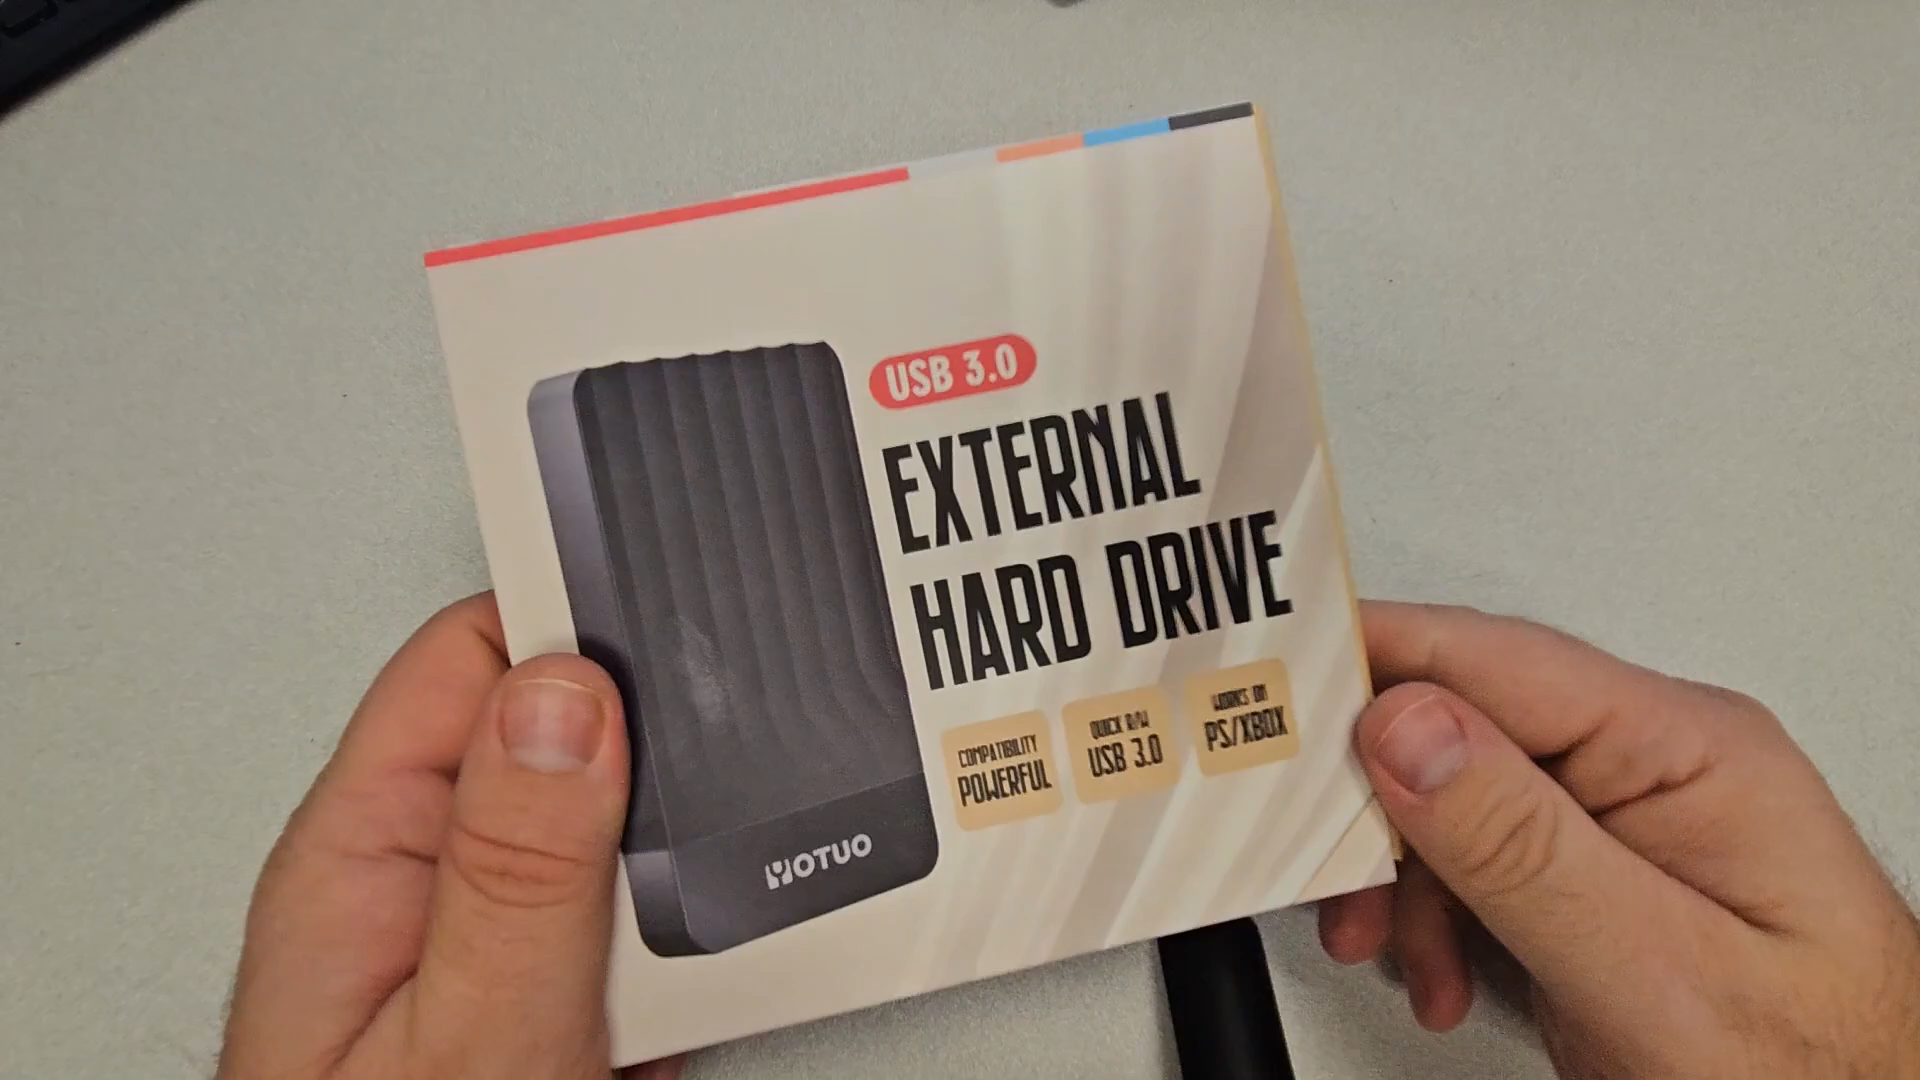 USB 3.0
EXTERNAL
HARD DRIVE
COMPATIBILITY
POWERFUL
QUICK R/W
USB 3.0
WORKS ON
PS/XBOX
YOTUO